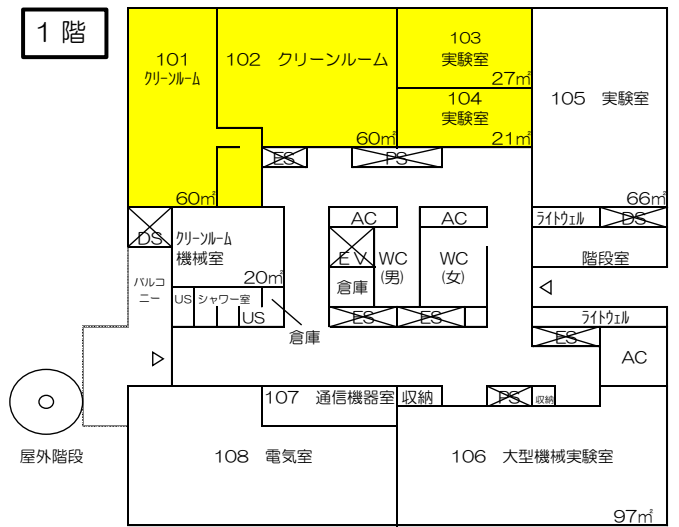 1 階
101
クリーンルーム
60㎡
102 クリーンルーム
60㎡
103
実験室
27㎡
104
実験室
21㎡
105 実験室
66㎡
ES
PS
DS
クリーンルーム
機械室
20㎡
AC
AC
EV
WC
(男)
WC
(女)
倉庫
ES
ES
ライトウェル
DS
階段室
ライトウェル
ES
AC
バルコ
ニー
US
シャワー室
US
倉庫
屋外階段
107 通信機器室
収納
PS
収納
108 電気室
106 大型機械実験室
97㎡